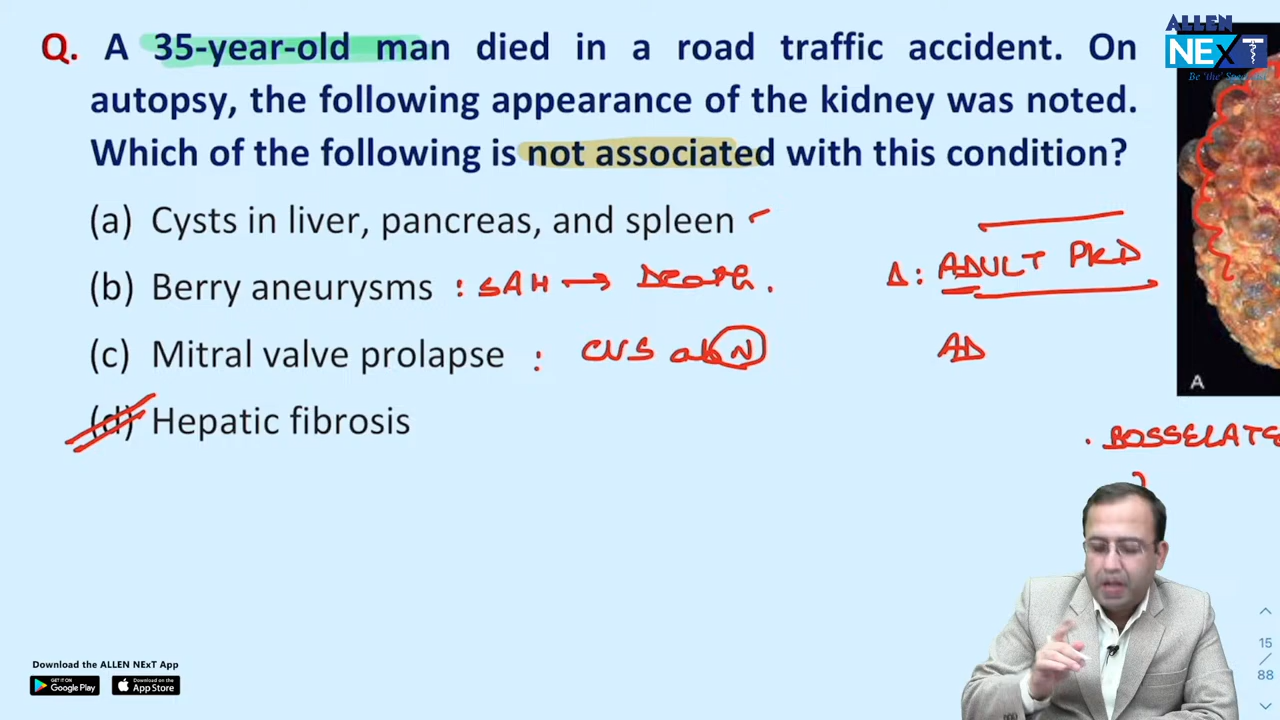 ALLEN
NExT
Q. A 35-year-old man died in a road traffic accident. On
autopsy, the following appearance of the kidney was noted.
Which of the following is not associated with this condition?
(a) Cysts in liver, pancreas, and spleen
(b) Berry aneurysms : SAH → Death.
(c) Mitral valve prolapse : CVS abN
(d) Hepatic fibrosis
Δ: ADULT PKD
AD
A
. BOSSELATE
Download the ALLEN NExT App
GET IT ON
Google Play
Download on the
App Store
15
/
88